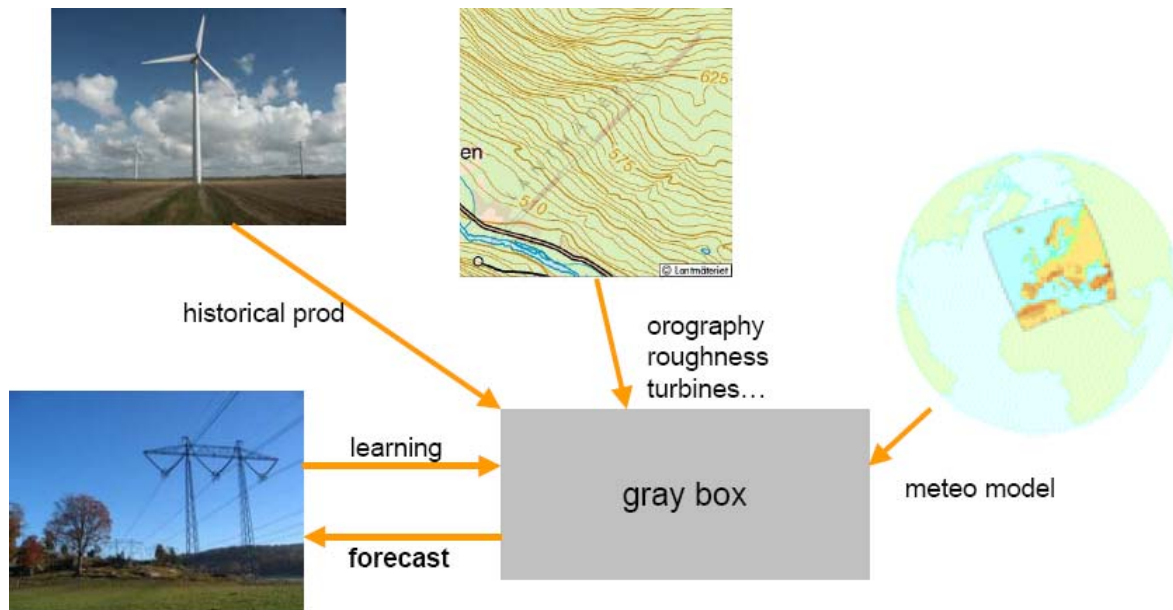 625
en
575
510
© Lantmäteriet
historical prod
orography
roughness
turbines…
learning
gray box
meteo model
forecast